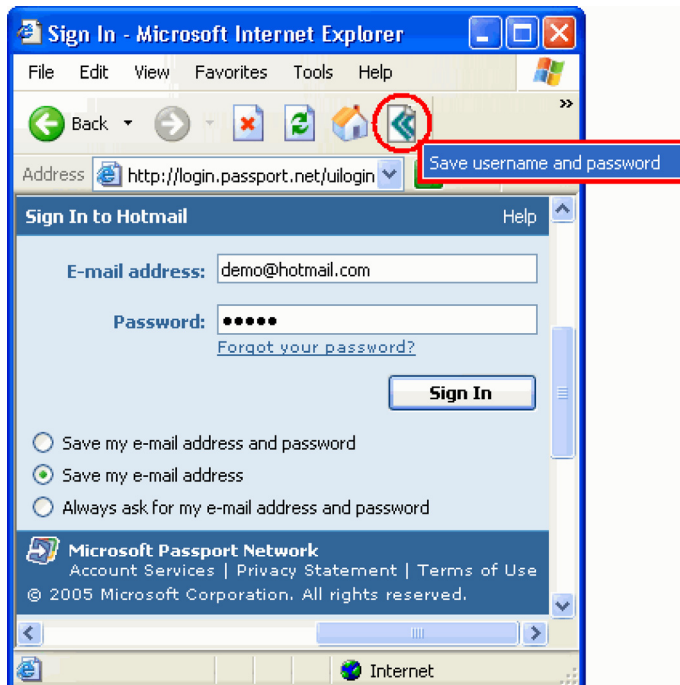 Sign In - Microsoft Internet Explorer
File Edit View Favorites Tools Help
Back
Save username and password
Address http://login.passport.net/uilogin
Sign In to Hotmail Help
E-mail address: demo@hotmail.com
Password: •••••
Forgot your password?
Sign In
Save my e-mail address and password
Save my e-mail address
Always ask for my e-mail address and password
Microsoft Passport Network
Account Services | Privacy Statement | Terms of Use
© 2005 Microsoft Corporation. All rights reserved.
Internet